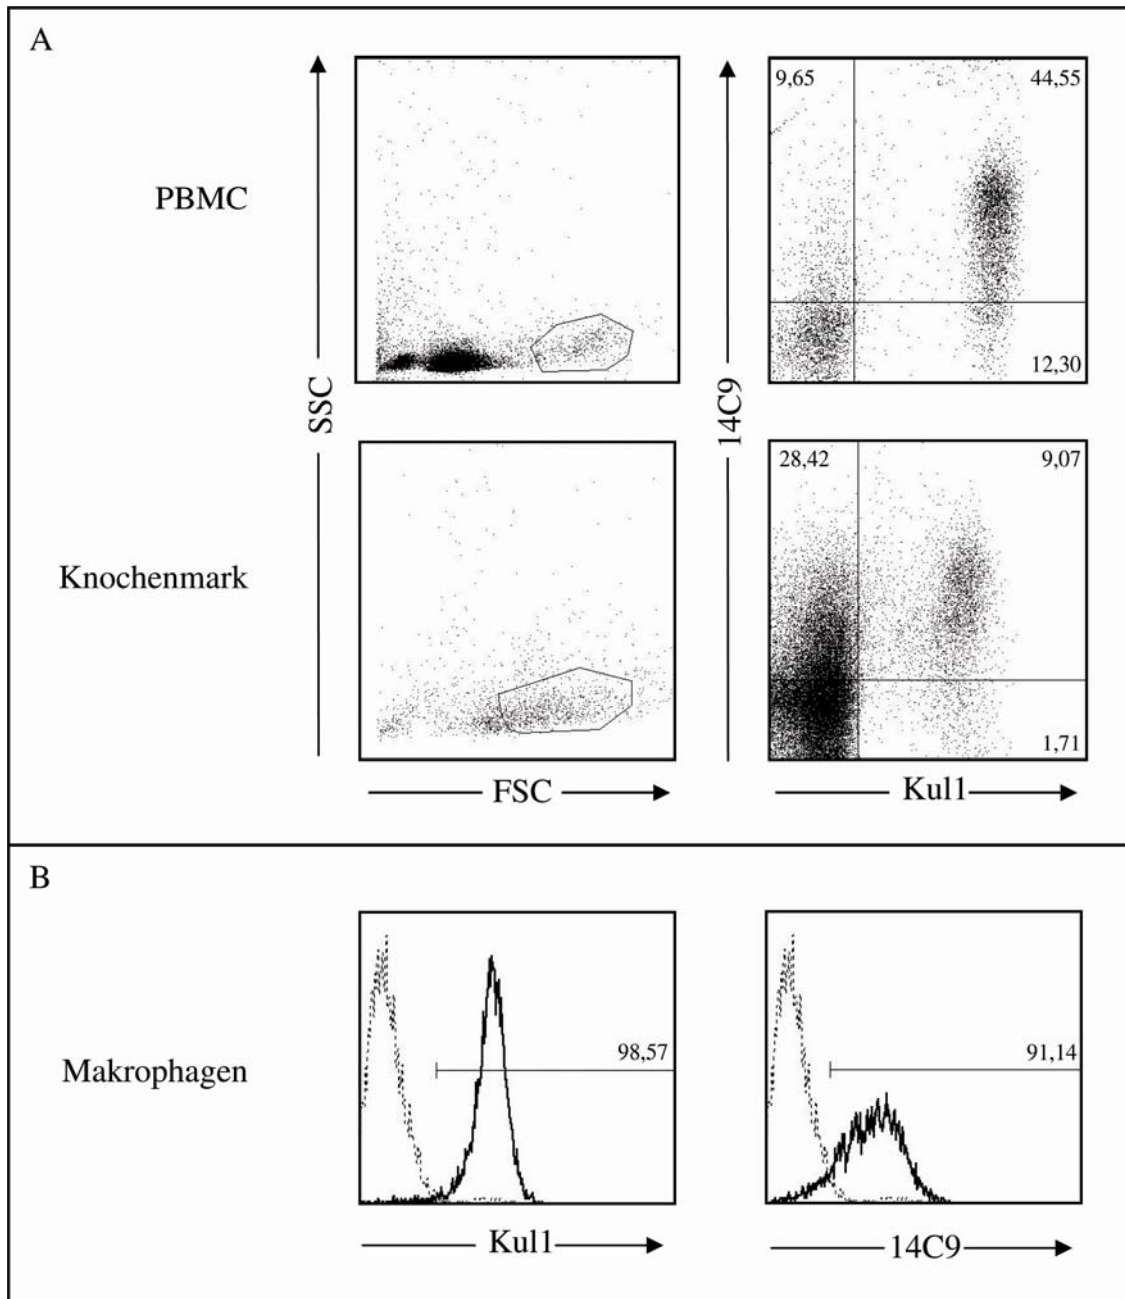 A
PBMC
SSC
14C9
9,65
44,55
12,30
Knochenmark
28,42
9,07
1,71
FSC
Kul1
B
Makrophagen
98,57
91,14
Kul1
14C9